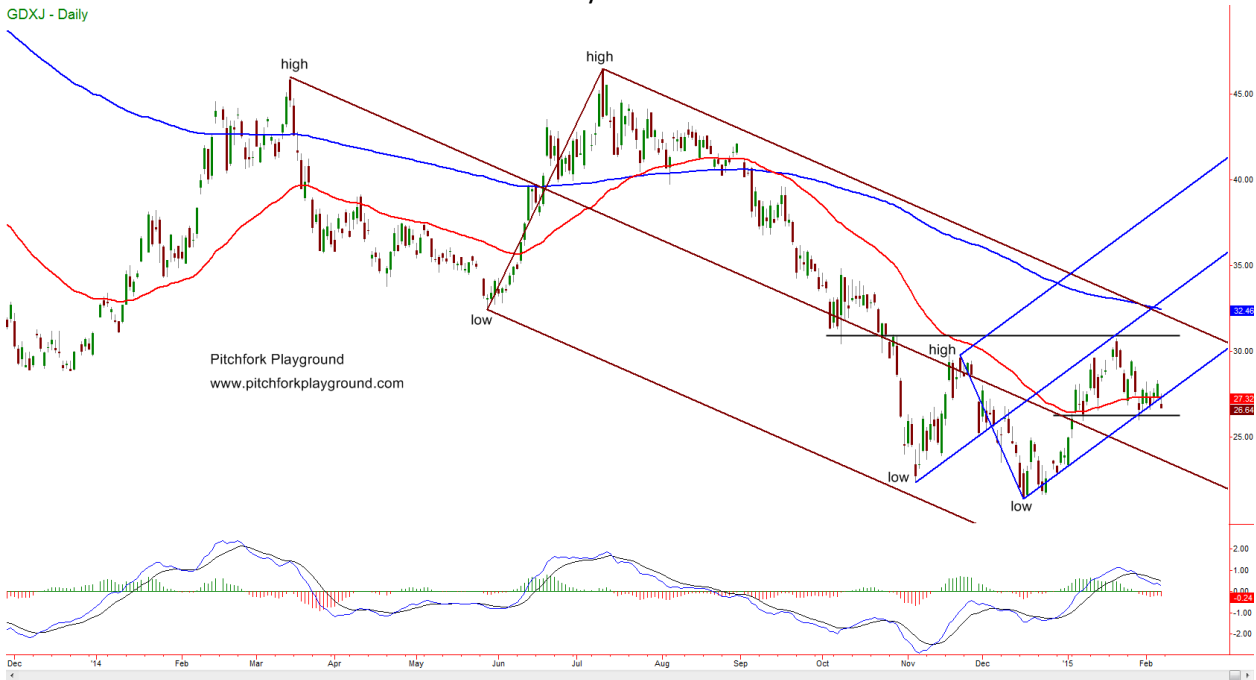 GDXJ - Daily
high
high
45.00
40.00
35.00
32.46
low
30.00
high
Pitchfork Playground
www.pitchforkplayground.com
27.32
26.64
25.00
low
low
2.00
1.00
0.00
-0.24
-1.00
-2.00
Dec '14 Feb Mar Apr May Jun Jul Aug Sep Oct Nov Dec '15 Feb